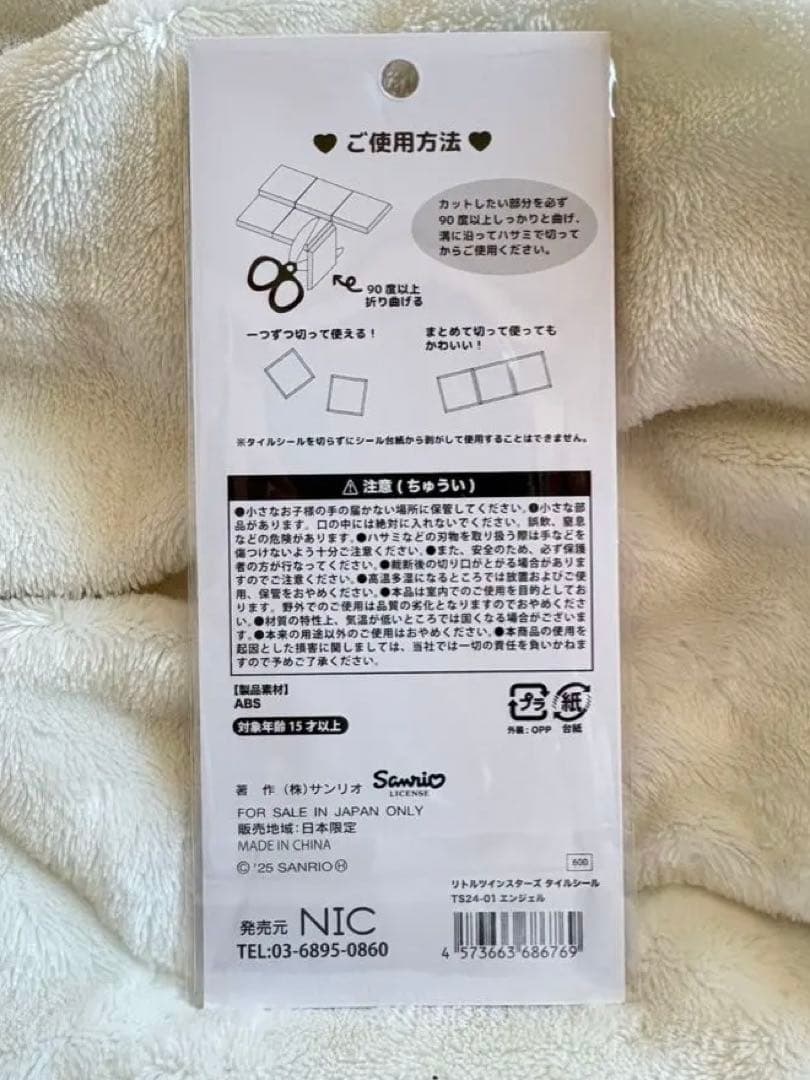 ♥ ご使用方法 ♥
カットしたい部分を必ず
90度以上しっかりと曲げ、
溝に沿ってハサミで切って
からご使用ください。
90度以上
折り曲げる
一つずつ切って使える！
まとめて切って使っても
かわいい！
※タイルシールを切らずにシール台紙から剥がして使用することはできません。
⚠ 注意(ちゅうい)
●小さなお子様の手の届かない場所に保管してください。●小さな部
品があります。口の中には絶対に入れないでください。誤飲、窒息
などの危険があります。●ハサミなどの刃物を取り扱う際は手などを
傷つけないよう十分ご注意ください。●また、安全のため、必ず保護
者の方が行なってください。●裁断後の切り口がとがる場合がありま
すのでご注意ください。●高温多湿になるところでは放置およびご使
用、保管をおやめください。●本品は室内でのご使用を目的としてお
ります。野外でのご使用は品質の劣化となりますのでおやめくださ
い。●材質の特性上、気温が低いところでは固くなる場合がございま
す。●本来の用途以外のご使用はおやめください。●本商品の使用を
起因とした損害に関しましては、当社では一切の責任を負いかねま
すので予めご了承ください。
【製品素材】
ABS
対象年齢15才以上
プラ
紙
外装：OPP
台紙
著 作 (株)サンリオ
Sanrio
LICENSE
FOR SALE IN JAPAN ONLY
販売地域：日本限定
MADE IN CHINA
©'25 SANRIO Ⓗ
600
リトルツインスターズ タイルシール
TS24-01 エンジェル
発売元 NIC
TEL:03-6895-0860
4 573663 686769